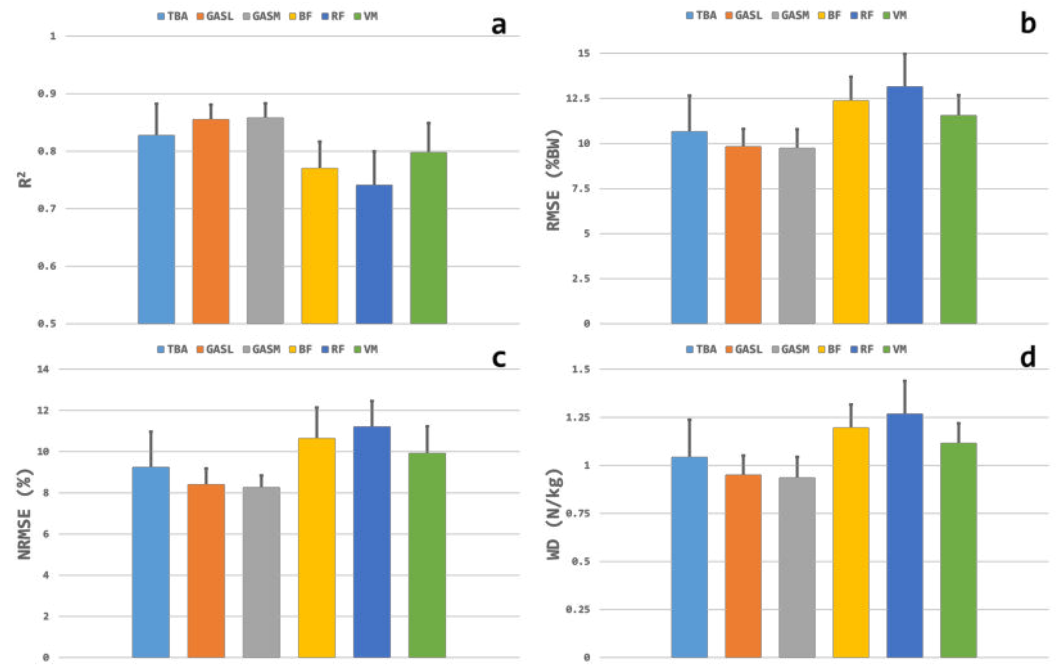 TBA GASL GASM BF RF VM
a
1
0.9
0.8
0.7
0.6
0.5
R²
TBA GASL GASM BF RF VM
b
15
12.5
10
7.5
5
2.5
0
RMSE (%BW)
TBA GASL GASM BF RF VM
c
14
12
10
8
6
4
2
0
NRMSE (%)
TBA GASL GASM BF RF VM
d
1.5
1.25
1
0.75
0.5
0.25
0
WD (N/kg)